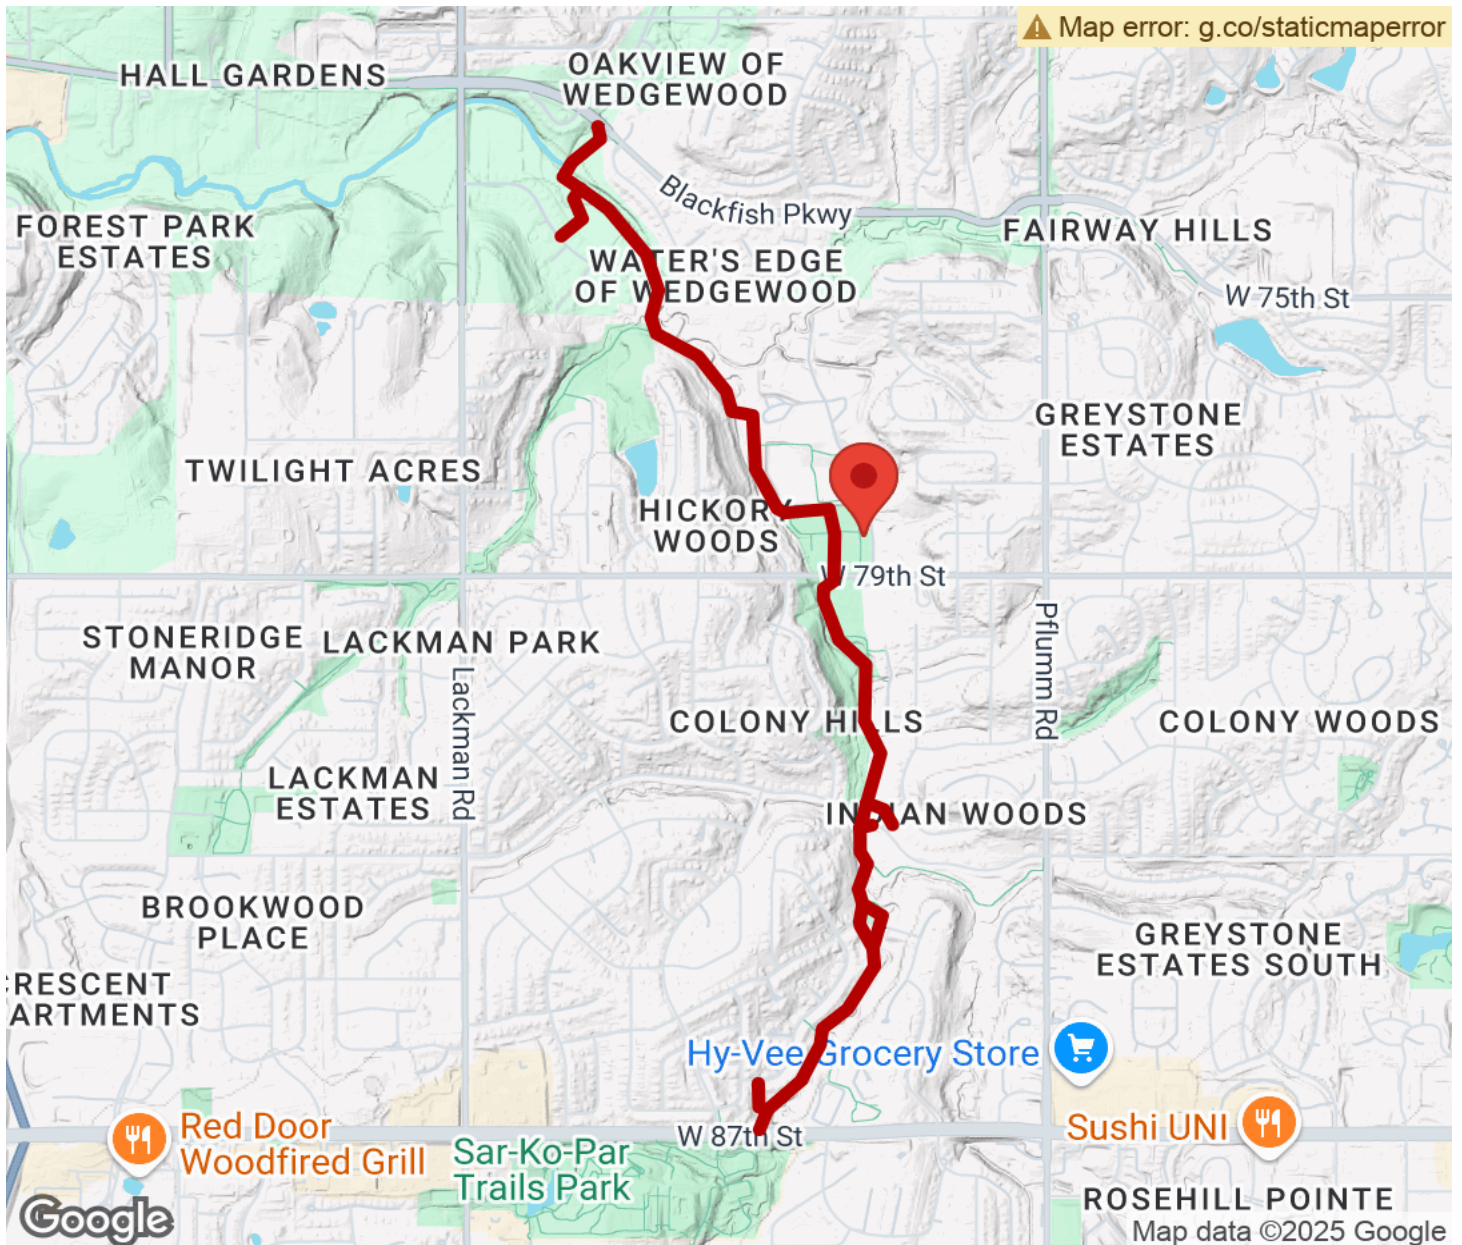 Map error: g.co/staticmaperror
HALL GARDENS
OAKVIEW OF
WEDGEWOOD
Blackfish Pkwy
FOREST PARK
ESTATES
FAIRWAY HILLS
WATER'S EDGE
OF WEDGEWOOD
W 75th St
GREYSTONE
ESTATES
TWILIGHT ACRES
HICKORY
WOODS
W 79th St
STONERIDGE
MANOR
LACKMAN PARK
Lackman Rd
Pflumm Rd
COLONY HILLS
COLONY WOODS
LACKMAN
ESTATES
INDIAN WOODS
BROOKWOOD
PLACE
GREYSTONE
ESTATES SOUTH
CRESCENT
ARTMENTS
Hy-Vee Grocery Store
Red Door
Woodfired Grill
W 87th St
Sushi UNI
Sar-Ko-Par
Trails Park
ROSEHILL POINTE
Google
Map data ©2025 Google